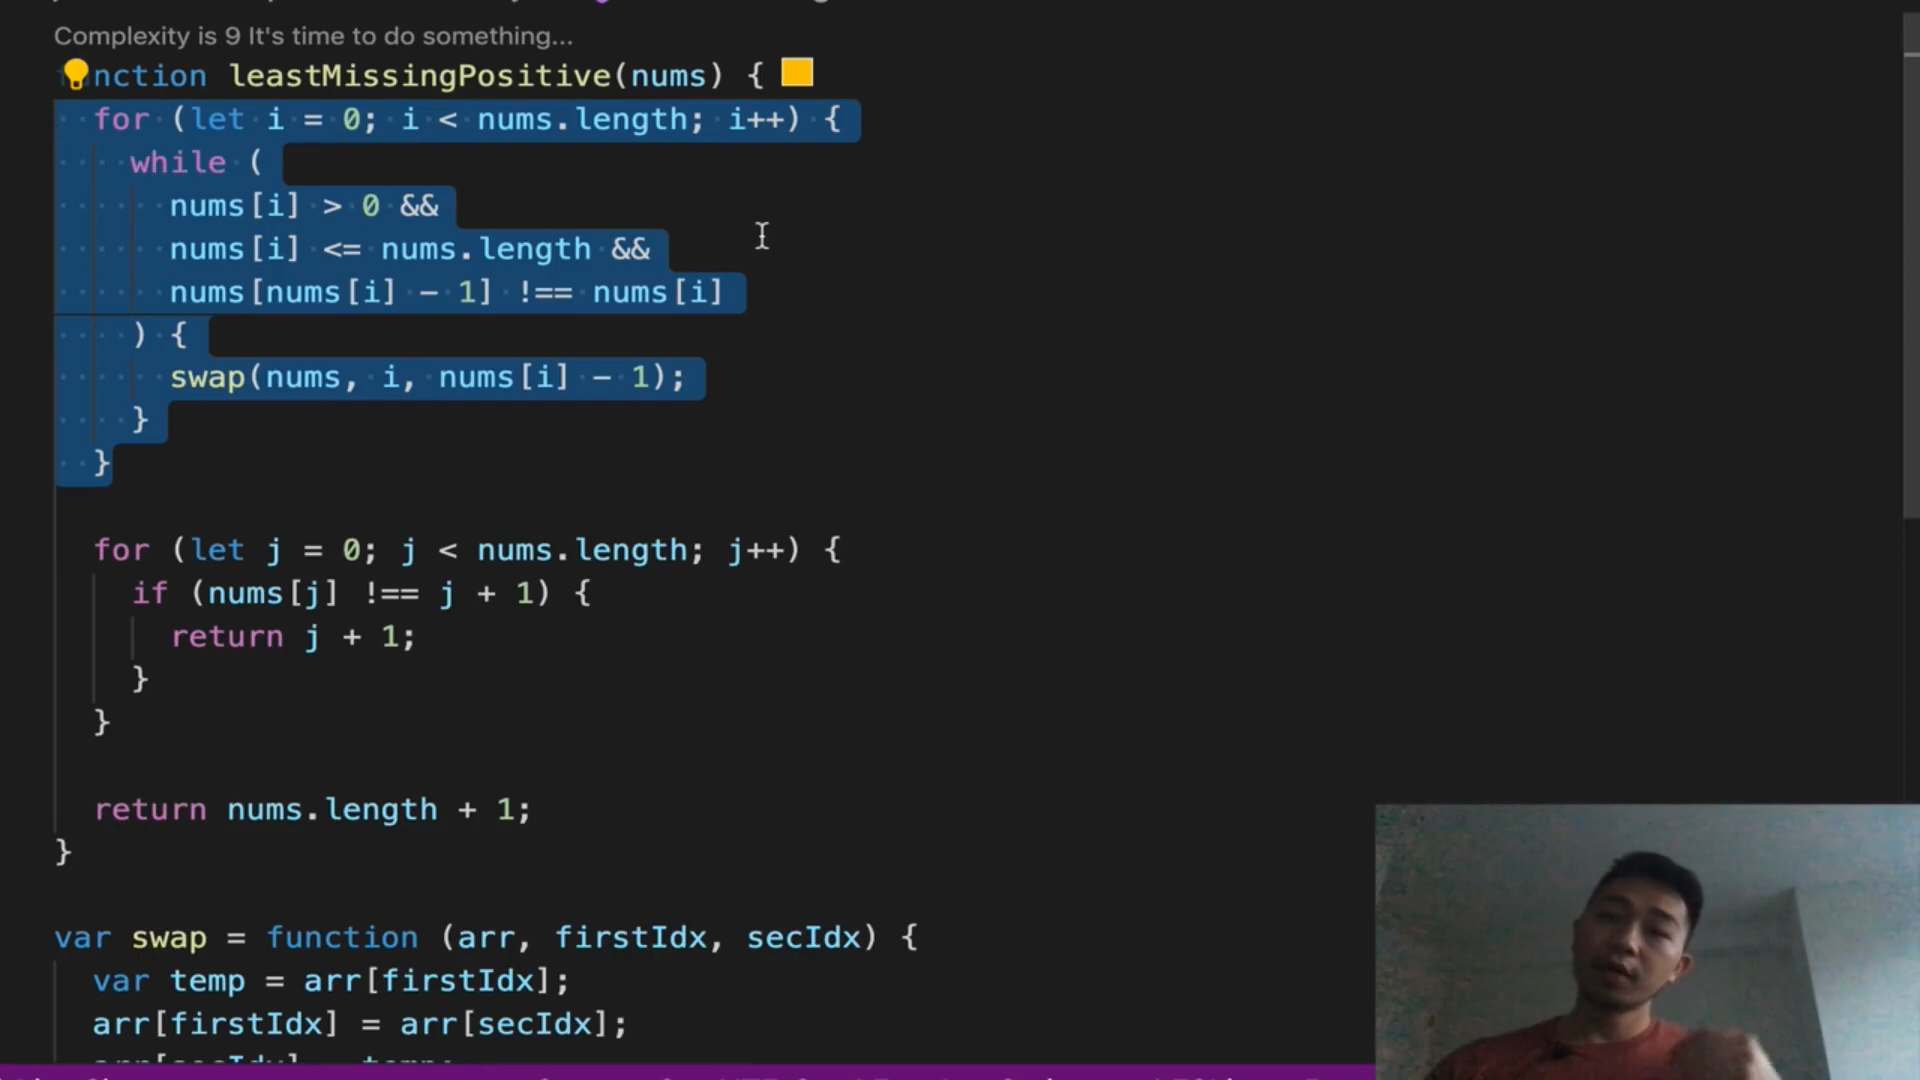 Complexity is 9 It's time to do something...
nction leastMissingPositive(nums) {
for (let i = 0; i < nums.length; i++) {
while (
nums[i] > 0 &&
nums[i] <= nums.length &&
nums[nums[i] - 1] !== nums[i]
) {
swap(nums, i, nums[i] - 1);
}
}
for (let j = 0; j < nums.length; j++) {
if (nums[j] !== j + 1) {
return j + 1;
}
}
return nums.length + 1;
}
var swap = function (arr, firstIdx, secIdx) {
var temp = arr[firstIdx];
arr[firstIdx] = arr[secIdx];